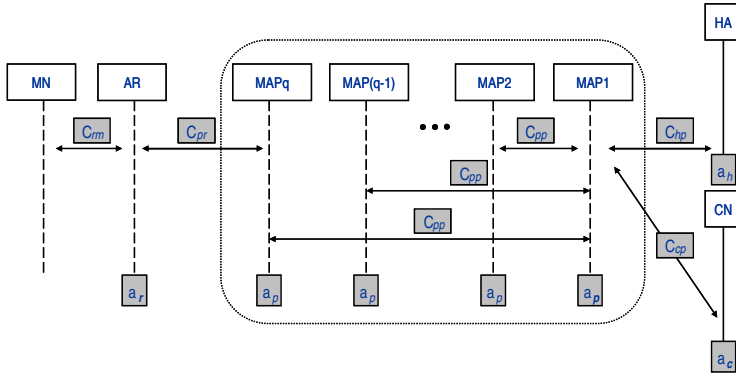 HA
MN AR MAPq MAP(q-1) MAP2 MAP1
Crm Cpr ••• Cpp Chp
Cpp
ah
CN
Cpp
Ccp
ar ap ap ap ap
ac